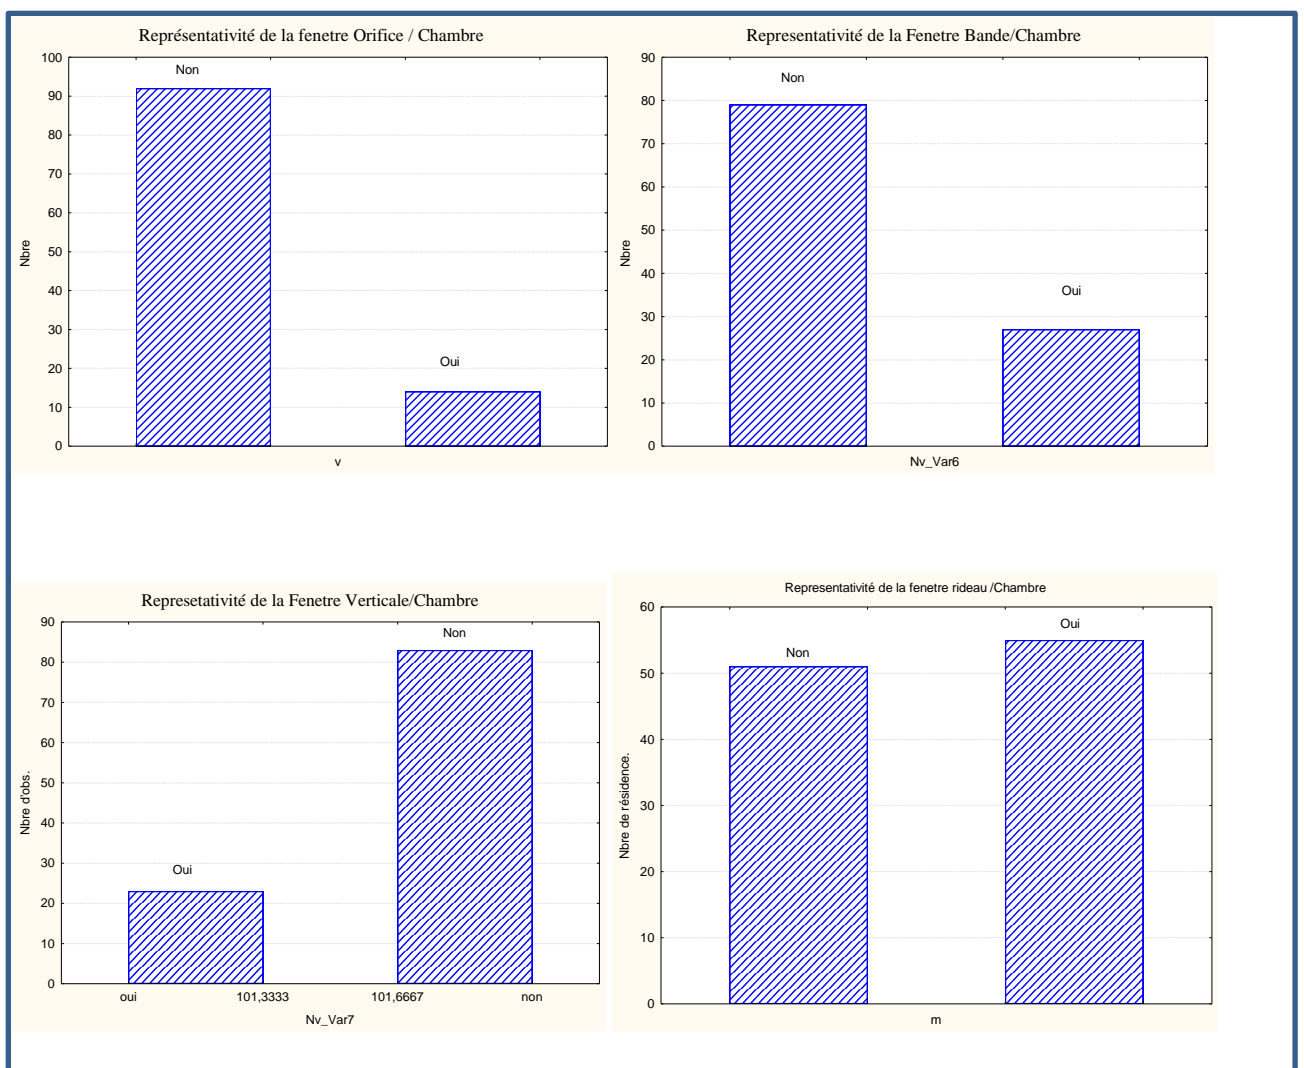 Représentativité de la fenetre Orifice / Chambre
100
90
80
70
60
50
40
30
20
10
0
Nbre
Non
Oui
v
Representativité de la Fenetre Bande/Chambre
90
80
70
60
50
40
30
20
10
0
Nbre
Non
Oui
Nv_Var6
Represetativité de la Fenetre Verticale/Chambre
90
80
70
60
50
40
30
20
10
0
Nbre d'obs.
Oui
Non
oui 101,3333 101,6667 non
Nv_Var7
Representativité de la fenetre rideau /Chambre
60
50
40
30
20
10
0
Nbre de résidence.
Non
Oui
m